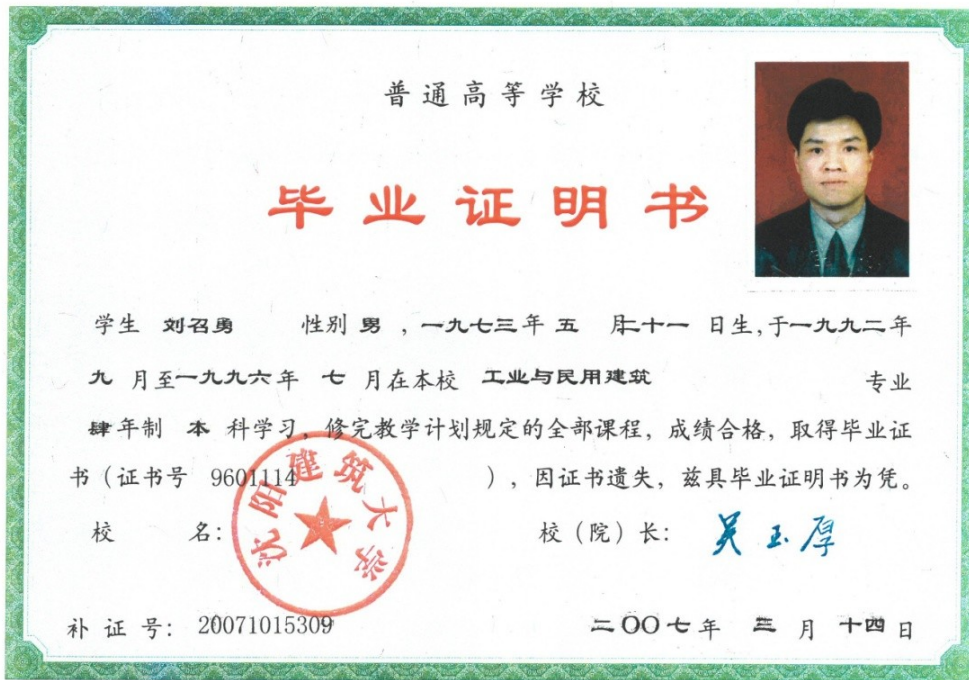 普通高等学校
毕业证明书
学生 刘召勇 性别 男 ，一九七三年 五 月二十一 日生，于一九九二年
九 月至一九九六年 七 月在本校 工业与民用建筑 专业
肆年制 本 科学习，修完教学计划规定的全部课程，成绩合格，取得毕业证
书（证书号 9601114 ），因证书遗失，兹具毕业证明书为凭。
校 名： 校（院）长： 吴玉厚
沈阳建筑大学
补 证 号： 20071015309 二〇〇七年 三 月 十四日